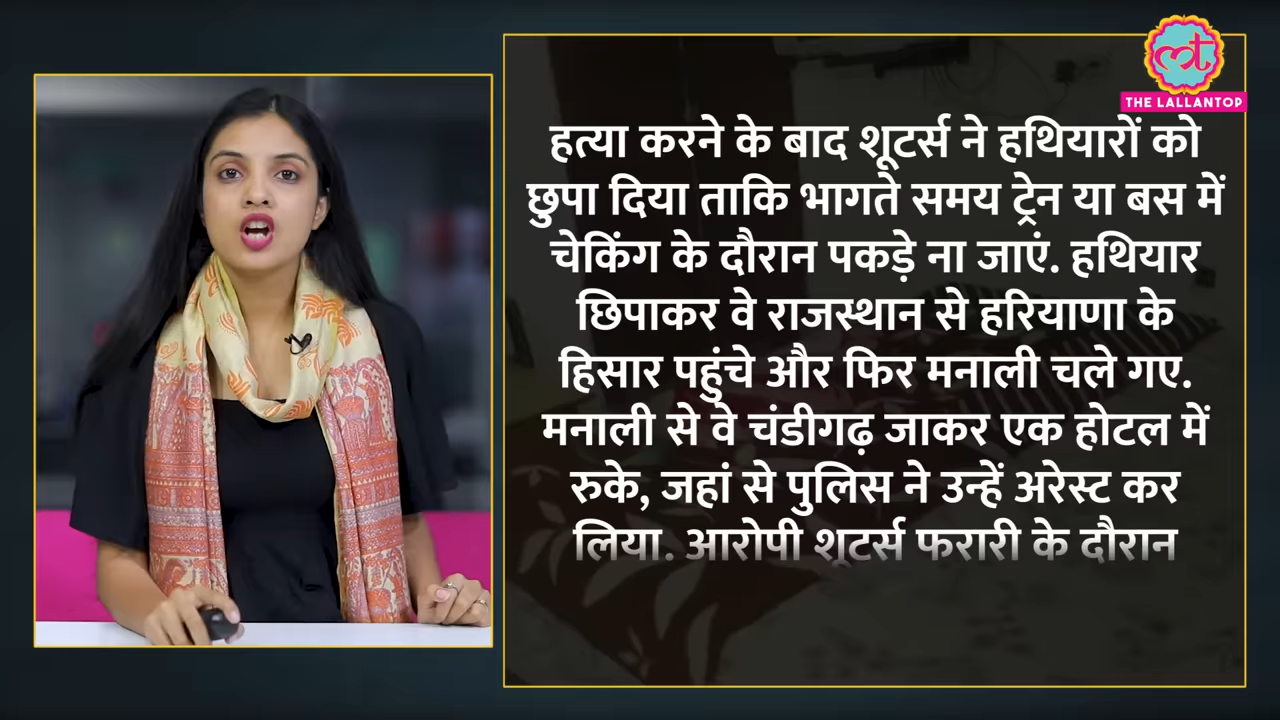 THE LALLANTOP
हत्या करने के बाद शूटर्स ने हथियारों को
छुपा दिया ताकि भागते समय ट्रेन या बस में
चेकिंग के दौरान पकड़े ना जाएं. हथियार
छिपाकर वे राजस्थान से हरियाणा के
हिसार पहुंचे और फिर मनाली चले गए.
मनाली से वे चंडीगढ़ जाकर एक होटल में
रुके, जहां से पुलिस ने उन्हें अरेस्ट कर
लिया. आरोपी शूटर्स फरारी के दौरान